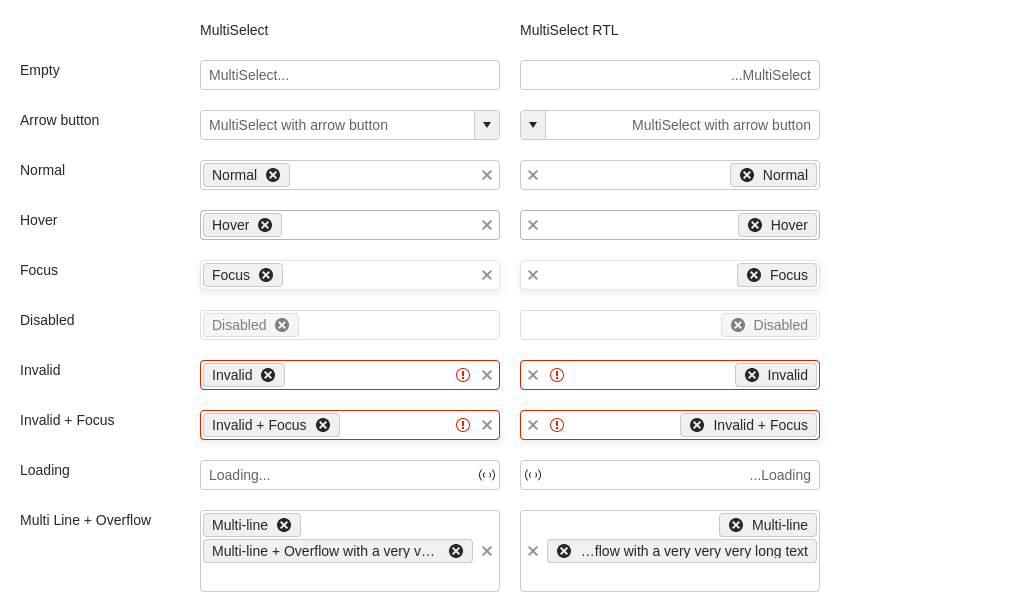 MultiSelect MultiSelect RTL
Empty MultiSelect... ...MultiSelect
Arrow button MultiSelect with arrow button MultiSelect with arrow button
Normal Normal Normal
Hover Hover Hover
Focus Focus Focus
Disabled Disabled Disabled
Invalid Invalid Invalid
Invalid + Focus Invalid + Focus Invalid + Focus
Loading Loading... ...Loading
Multi Line + Overflow Multi-line Multi-line
Multi-line + Overflow with a very v… …flow with a very very very long text